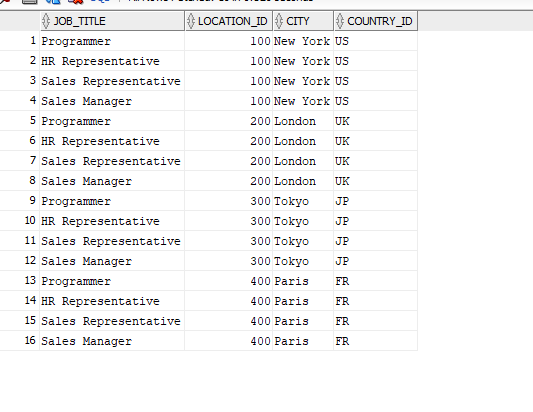 JOB_TITLE LOCATION_ID CITY COUNTRY_ID
1 Programmer 100 New York US
2 HR Representative 100 New York US
3 Sales Representative 100 New York US
4 Sales Manager 100 New York US
5 Programmer 200 London UK
6 HR Representative 200 London UK
7 Sales Representative 200 London UK
8 Sales Manager 200 London UK
9 Programmer 300 Tokyo JP
10 HR Representative 300 Tokyo JP
11 Sales Representative 300 Tokyo JP
12 Sales Manager 300 Tokyo JP
13 Programmer 400 Paris FR
14 HR Representative 400 Paris FR
15 Sales Representative 400 Paris FR
16 Sales Manager 400 Paris FR